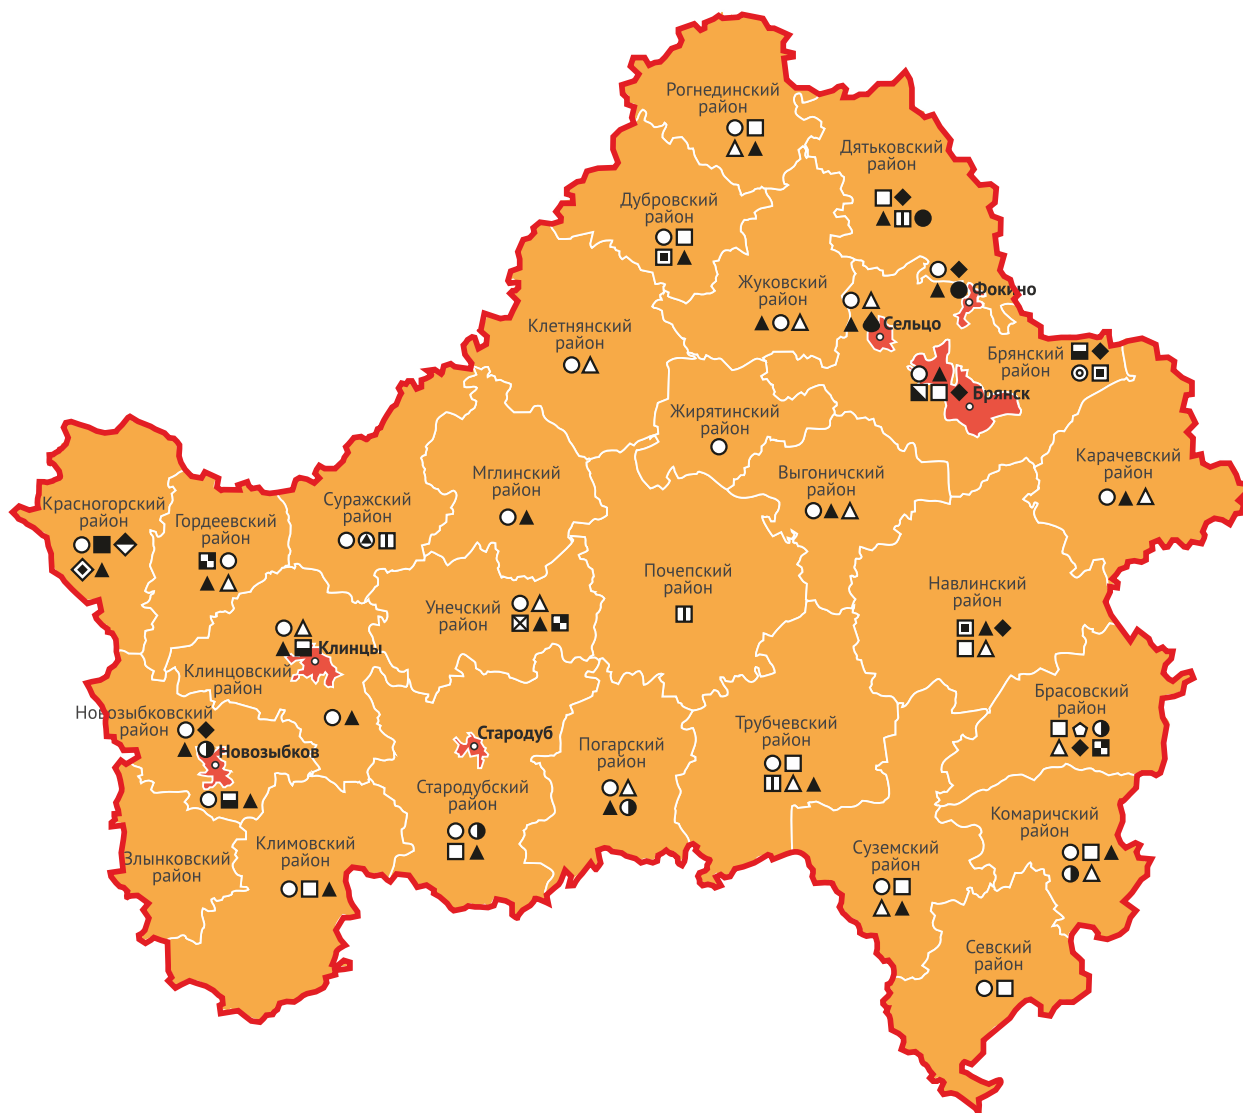 Рогнединский
район
Дятьковский
район
Дубровский
район
Жуковский
район
Фокино
Сельцо
Клетнянский
район
Брянский
район
Брянск
Жирятинский
район
Карачевский
район
Мглинский
район
Выгоничский
район
Красногорский
район
Гордеевский
район
Суражский
район
Почепский
район
Навлинский
район
Унечский
район
Клинцы
Клинцовский
район
Брасовский
район
Новозыбковский
район
Новозыбков
Стародуб
Погарский
район
Трубчевский
район
Стародубский
район
Комаричский
район
Злынковский
район
Климовский
район
Суземский
район
Севский
район